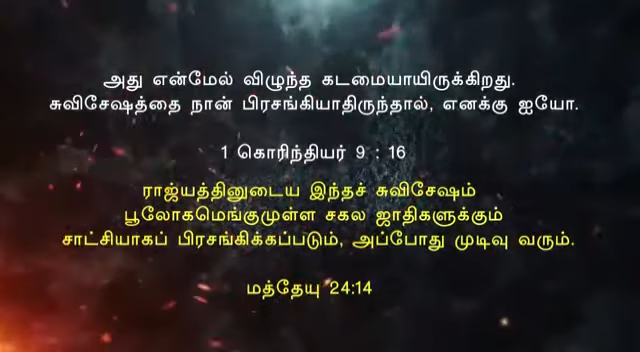 அது என்மேல் விழுந்த கடமையாயிருக்கிறது.
சுவிசேஷத்தை நான் பிரசங்கியாதிருந்தால், எனக்கு ஐயோ.
1 கொரிந்தியர் 9 : 16
ராஜ்யத்தினுடைய இந்தச் சுவிசேஷம்
பூலோகமெங்குமுள்ள சகல ஜாதிகளுக்கும்
சாட்சியாகப் பிரசங்கிக்கப்படும், அப்போது முடிவு வரும்.
மத்தேயு 24:14